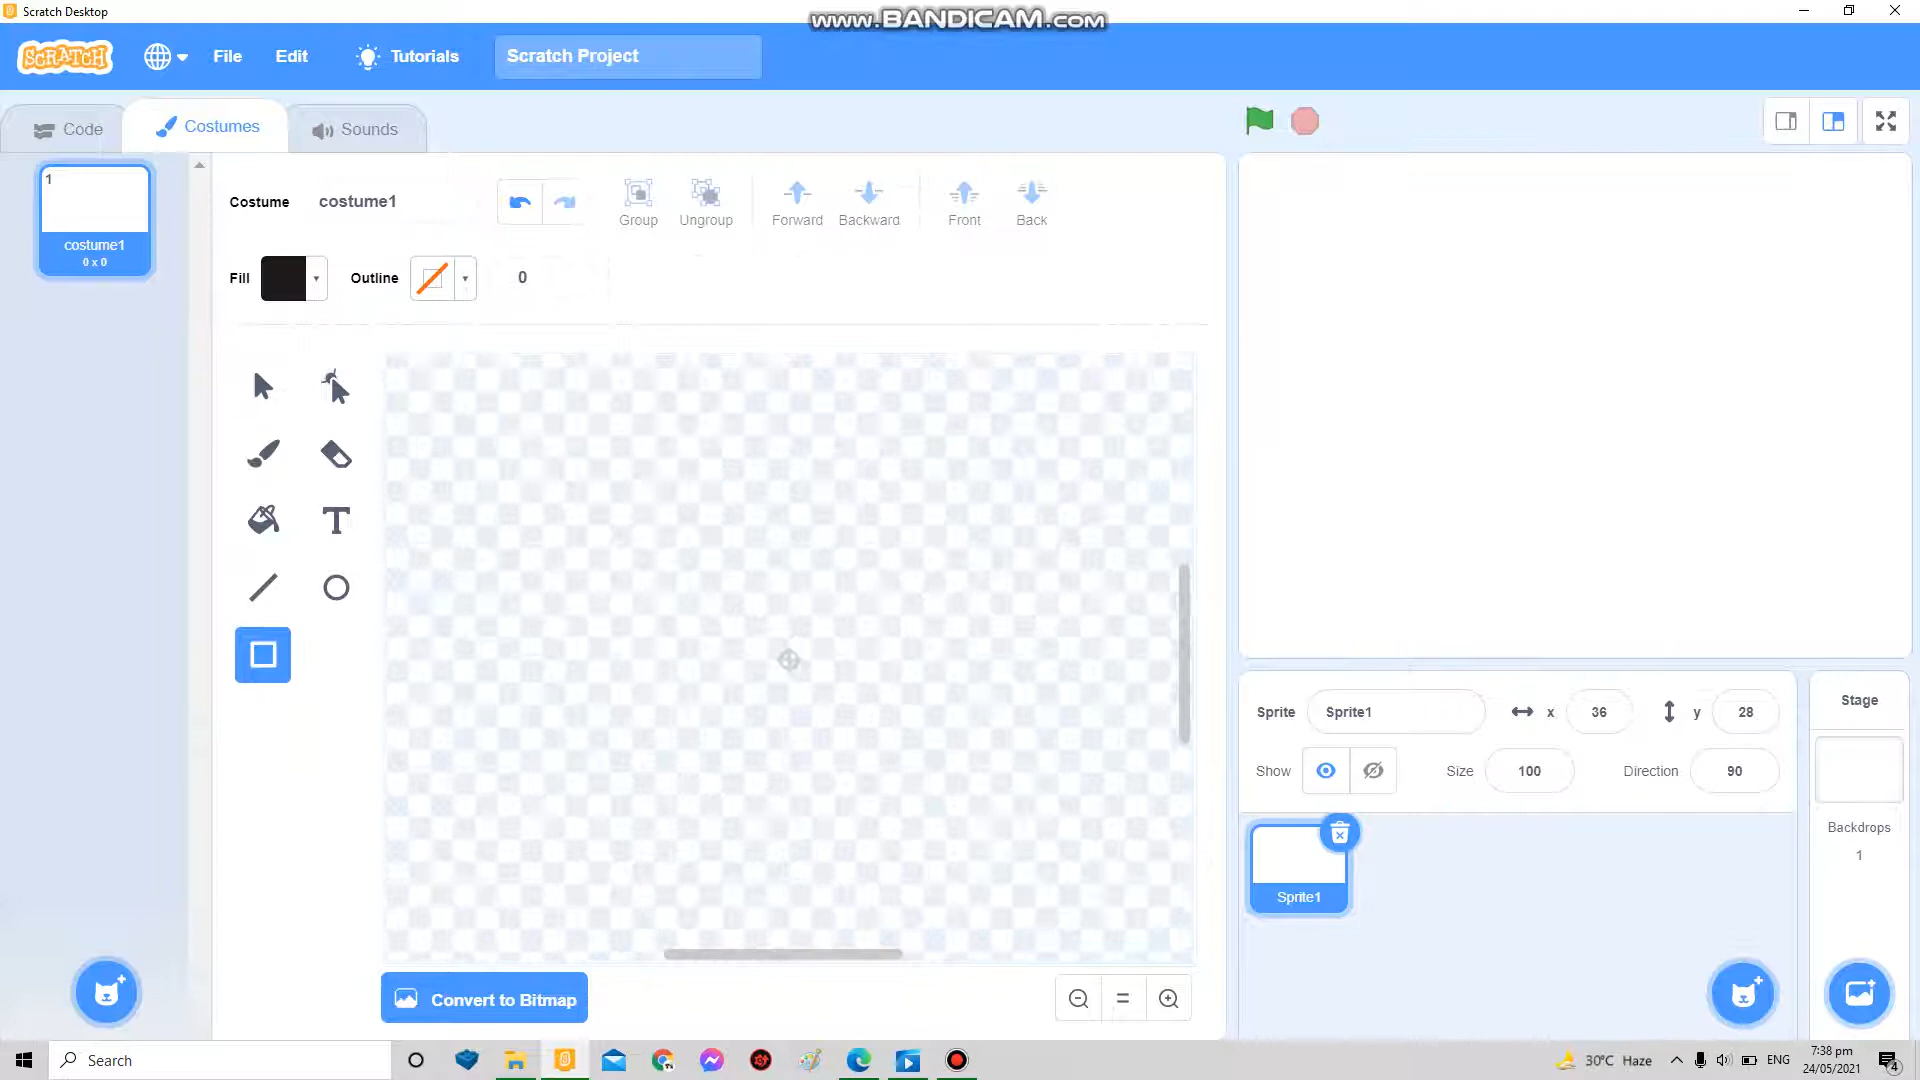 Scratch Desktop
www.BANDICAM.com
SCRATCH
File
Edit
Tutorials
Scratch Project
Code
Costumes
Sounds
1
costume1
0 x 0
Costume
costume1
Group
Ungroup
Forward
Backward
Front
Back
Fill
Outline
0
T
Convert to Bitmap
Sprite
Sprite1
x
36
y
28
Show
Size
100
Direction
90
Sprite1
Stage
Backdrops
1
Search
30°C Haze
ENG
7:38 pm
24/05/2021
4